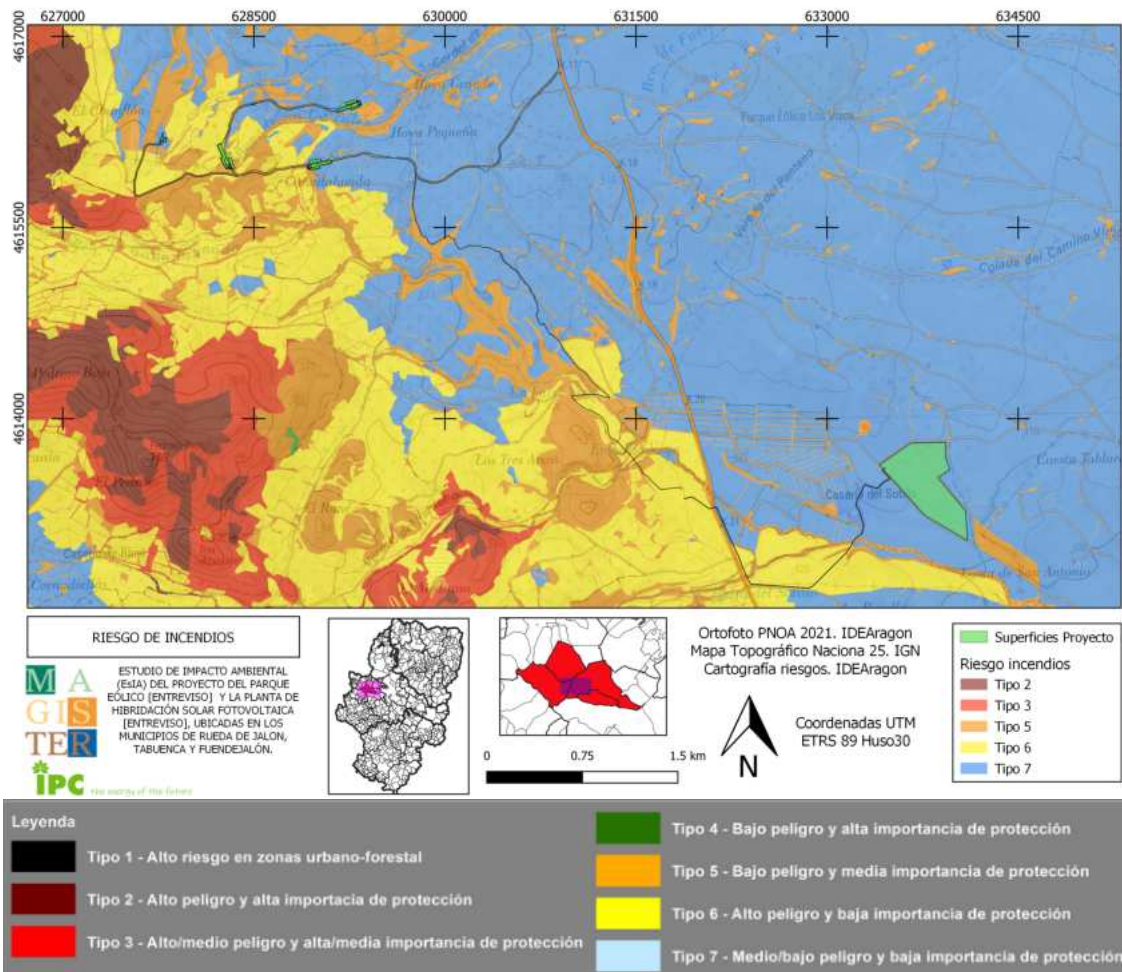 627000 628500 630000 631500 633000 634500
4617000
4615500
4614000
Hoya Pequeña
Parque Eólico Los Visos
Los Tres
RIESGO DE INCENDIOS
MA
GIS
TER
ESTUDIO DE IMPACTO AMBIENTAL
(EsIA) DEL PROYECTO DEL PARQUE
EÓLICO [ENTREVISO] Y LA PLANTA DE
HIBRIDACIÓN SOLAR FOTOVOLTAICA
[ENTREVISO], UBICADAS EN LOS
MUNICIPIOS DE RUEDA DE JALON,
TABUENCA Y FUENDEJALÓN.
IPC the energy of the future
0 0.75 1.5 km
Ortofoto PNOA 2021. IDEAragon
Mapa Topográfico Naciona 25. IGN
Cartografía riesgos. IDEAragon
N
Coordenadas UTM
ETRS 89 Huso30
Superficies Proyecto
Riesgo incendios
Tipo 2
Tipo 3
Tipo 5
Tipo 6
Tipo 7
Leyenda
Tipo 1 - Alto riesgo en zonas urbano-forestal
Tipo 2 - Alto peligro y alta importacia de protección
Tipo 3 - Alto/medio peligro y alta/media importancia de protección
Tipo 4 - Bajo peligro y alta importancia de protección
Tipo 5 - Bajo peligro y media importancia de protección
Tipo 6 - Alto peligro y baja importancia de protección
Tipo 7 - Medio/bajo peligro y baja importancia de protección